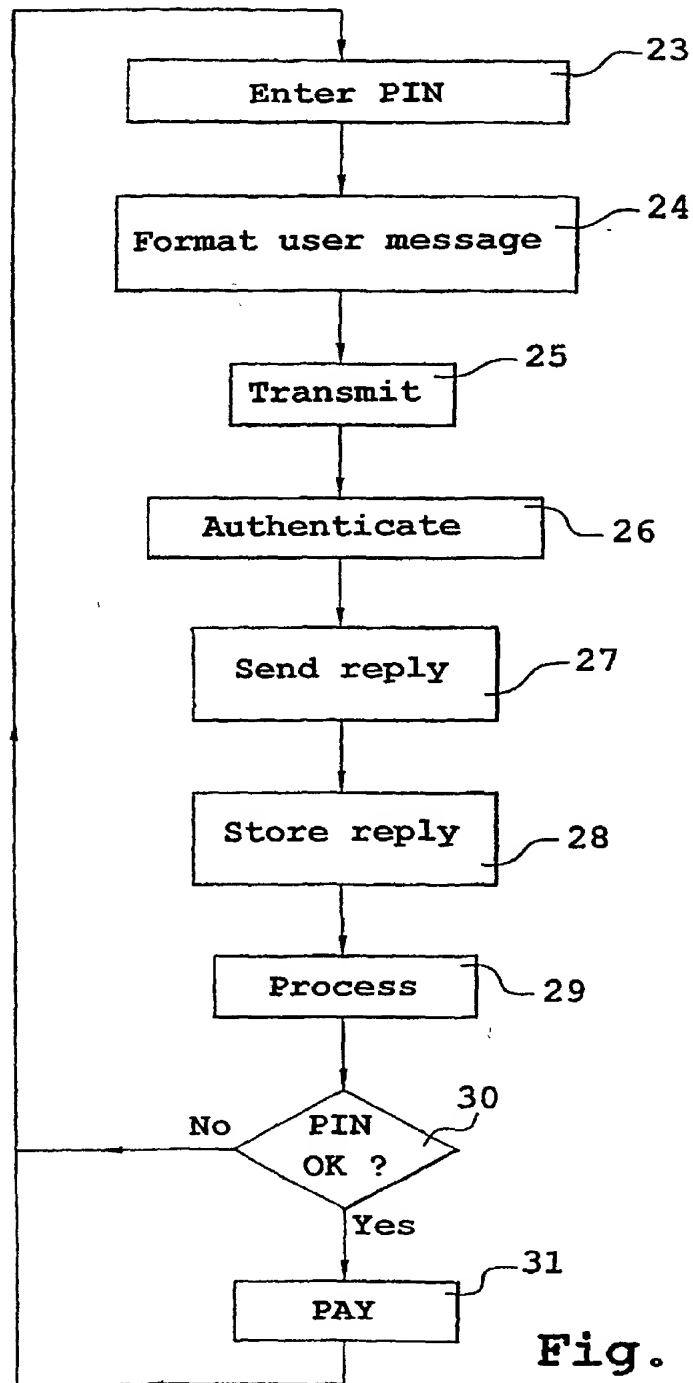 23
Enter PIN
24
Format user message
25
Transmit
Authenticate
26
Send reply
27
Store reply
28
Process
29
30
No
PIN
OK ?
Yes
31
PAY
Fig.